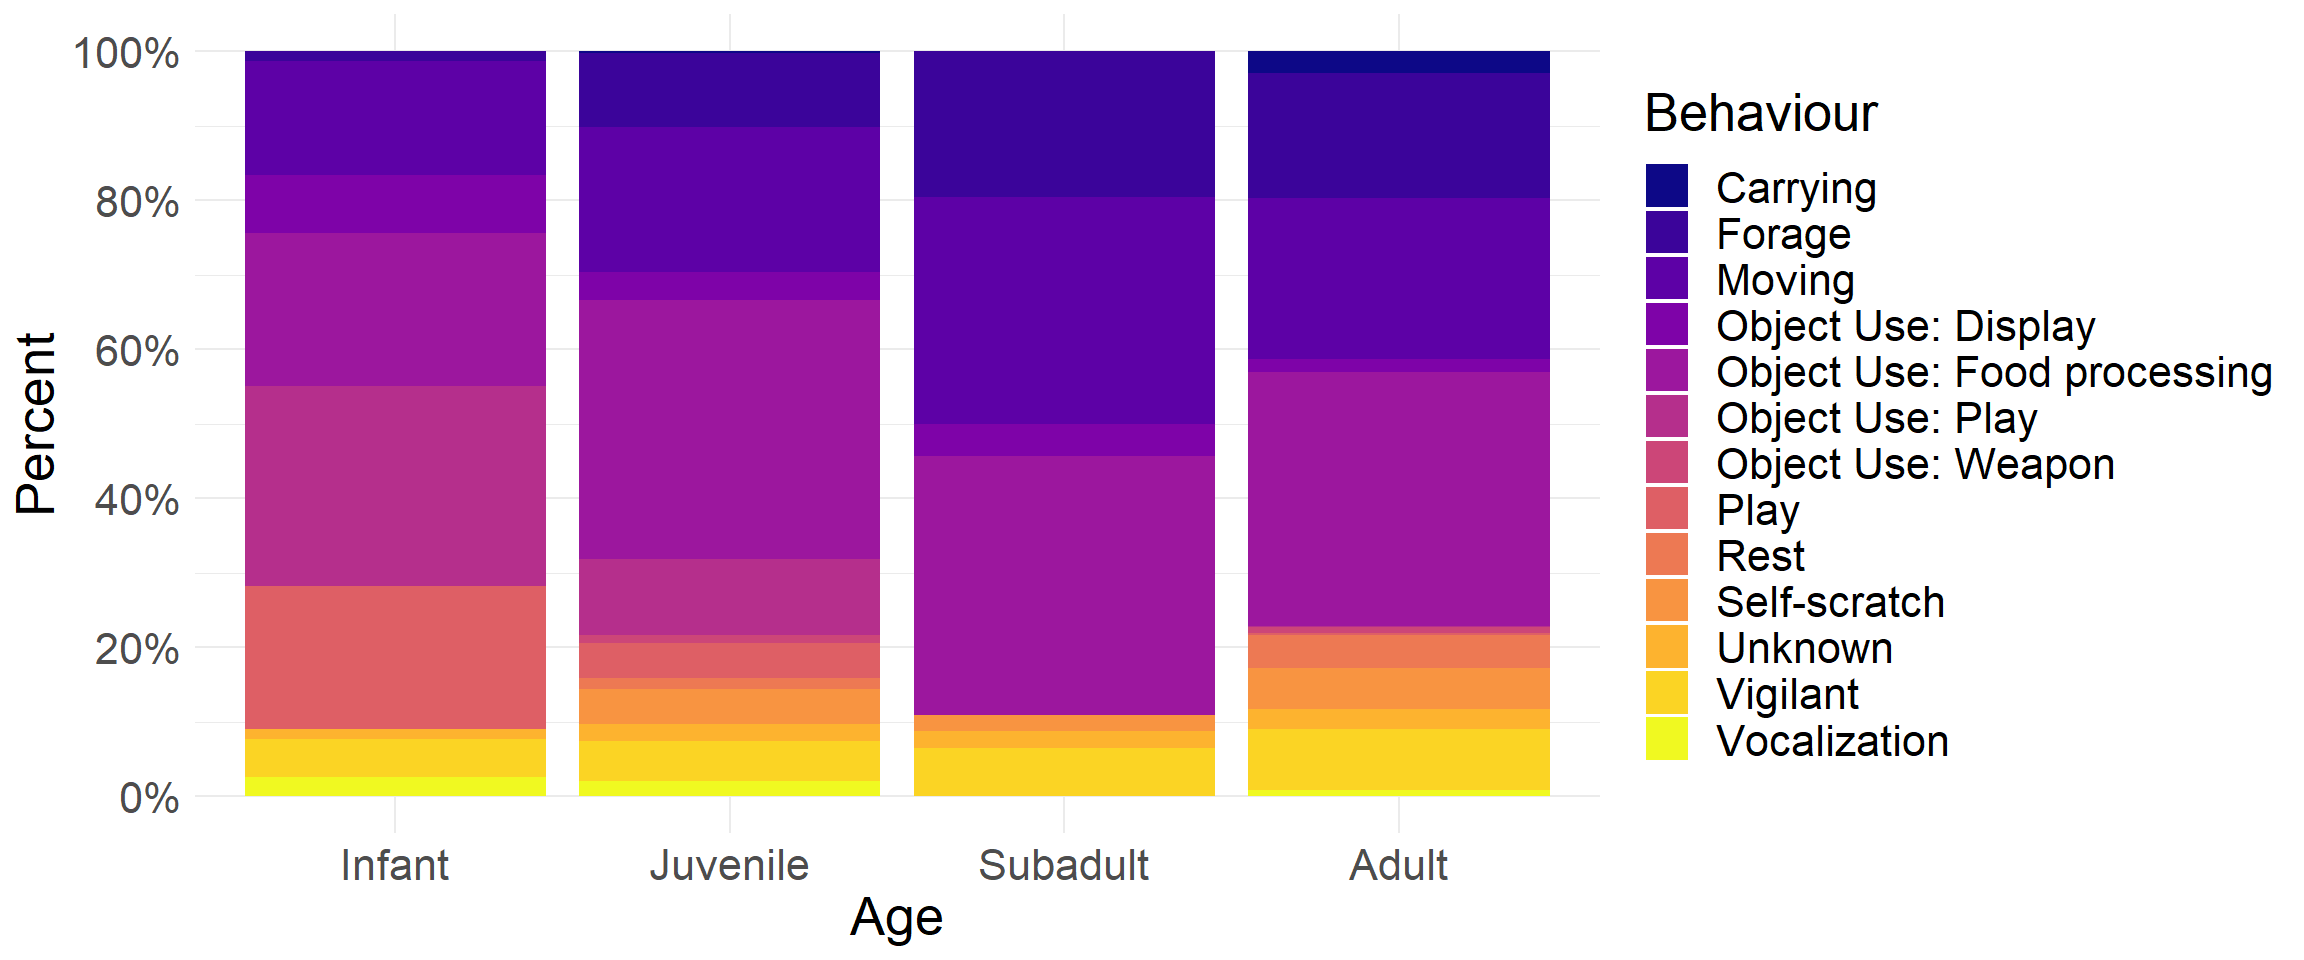 100%
80%
60%
40%
20%
0%
Percent
Infant
Juvenile
Subadult
Adult
Age
Behaviour
Carrying
Forage
Moving
Object Use: Display
Object Use: Food processing
Object Use: Play
Object Use: Weapon
Play
Rest
Self-scratch
Unknown
Vigilant
Vocalization